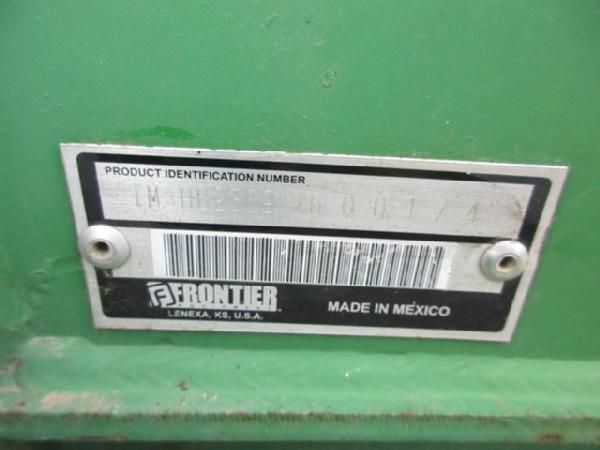 PRODUCT IDENTIFICATION NUMBER
FRONTIER
LENEXA, KS, U.S.A.
MADE IN MEXICO